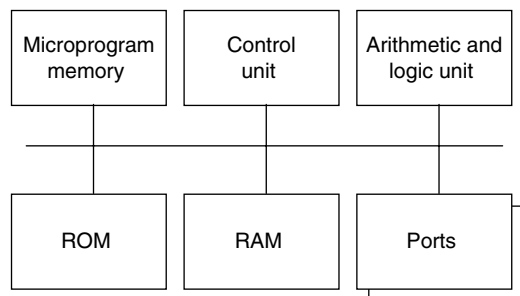 Microprogram
memory
Control
unit
Arithmetic and
logic unit
ROM
RAM
Ports